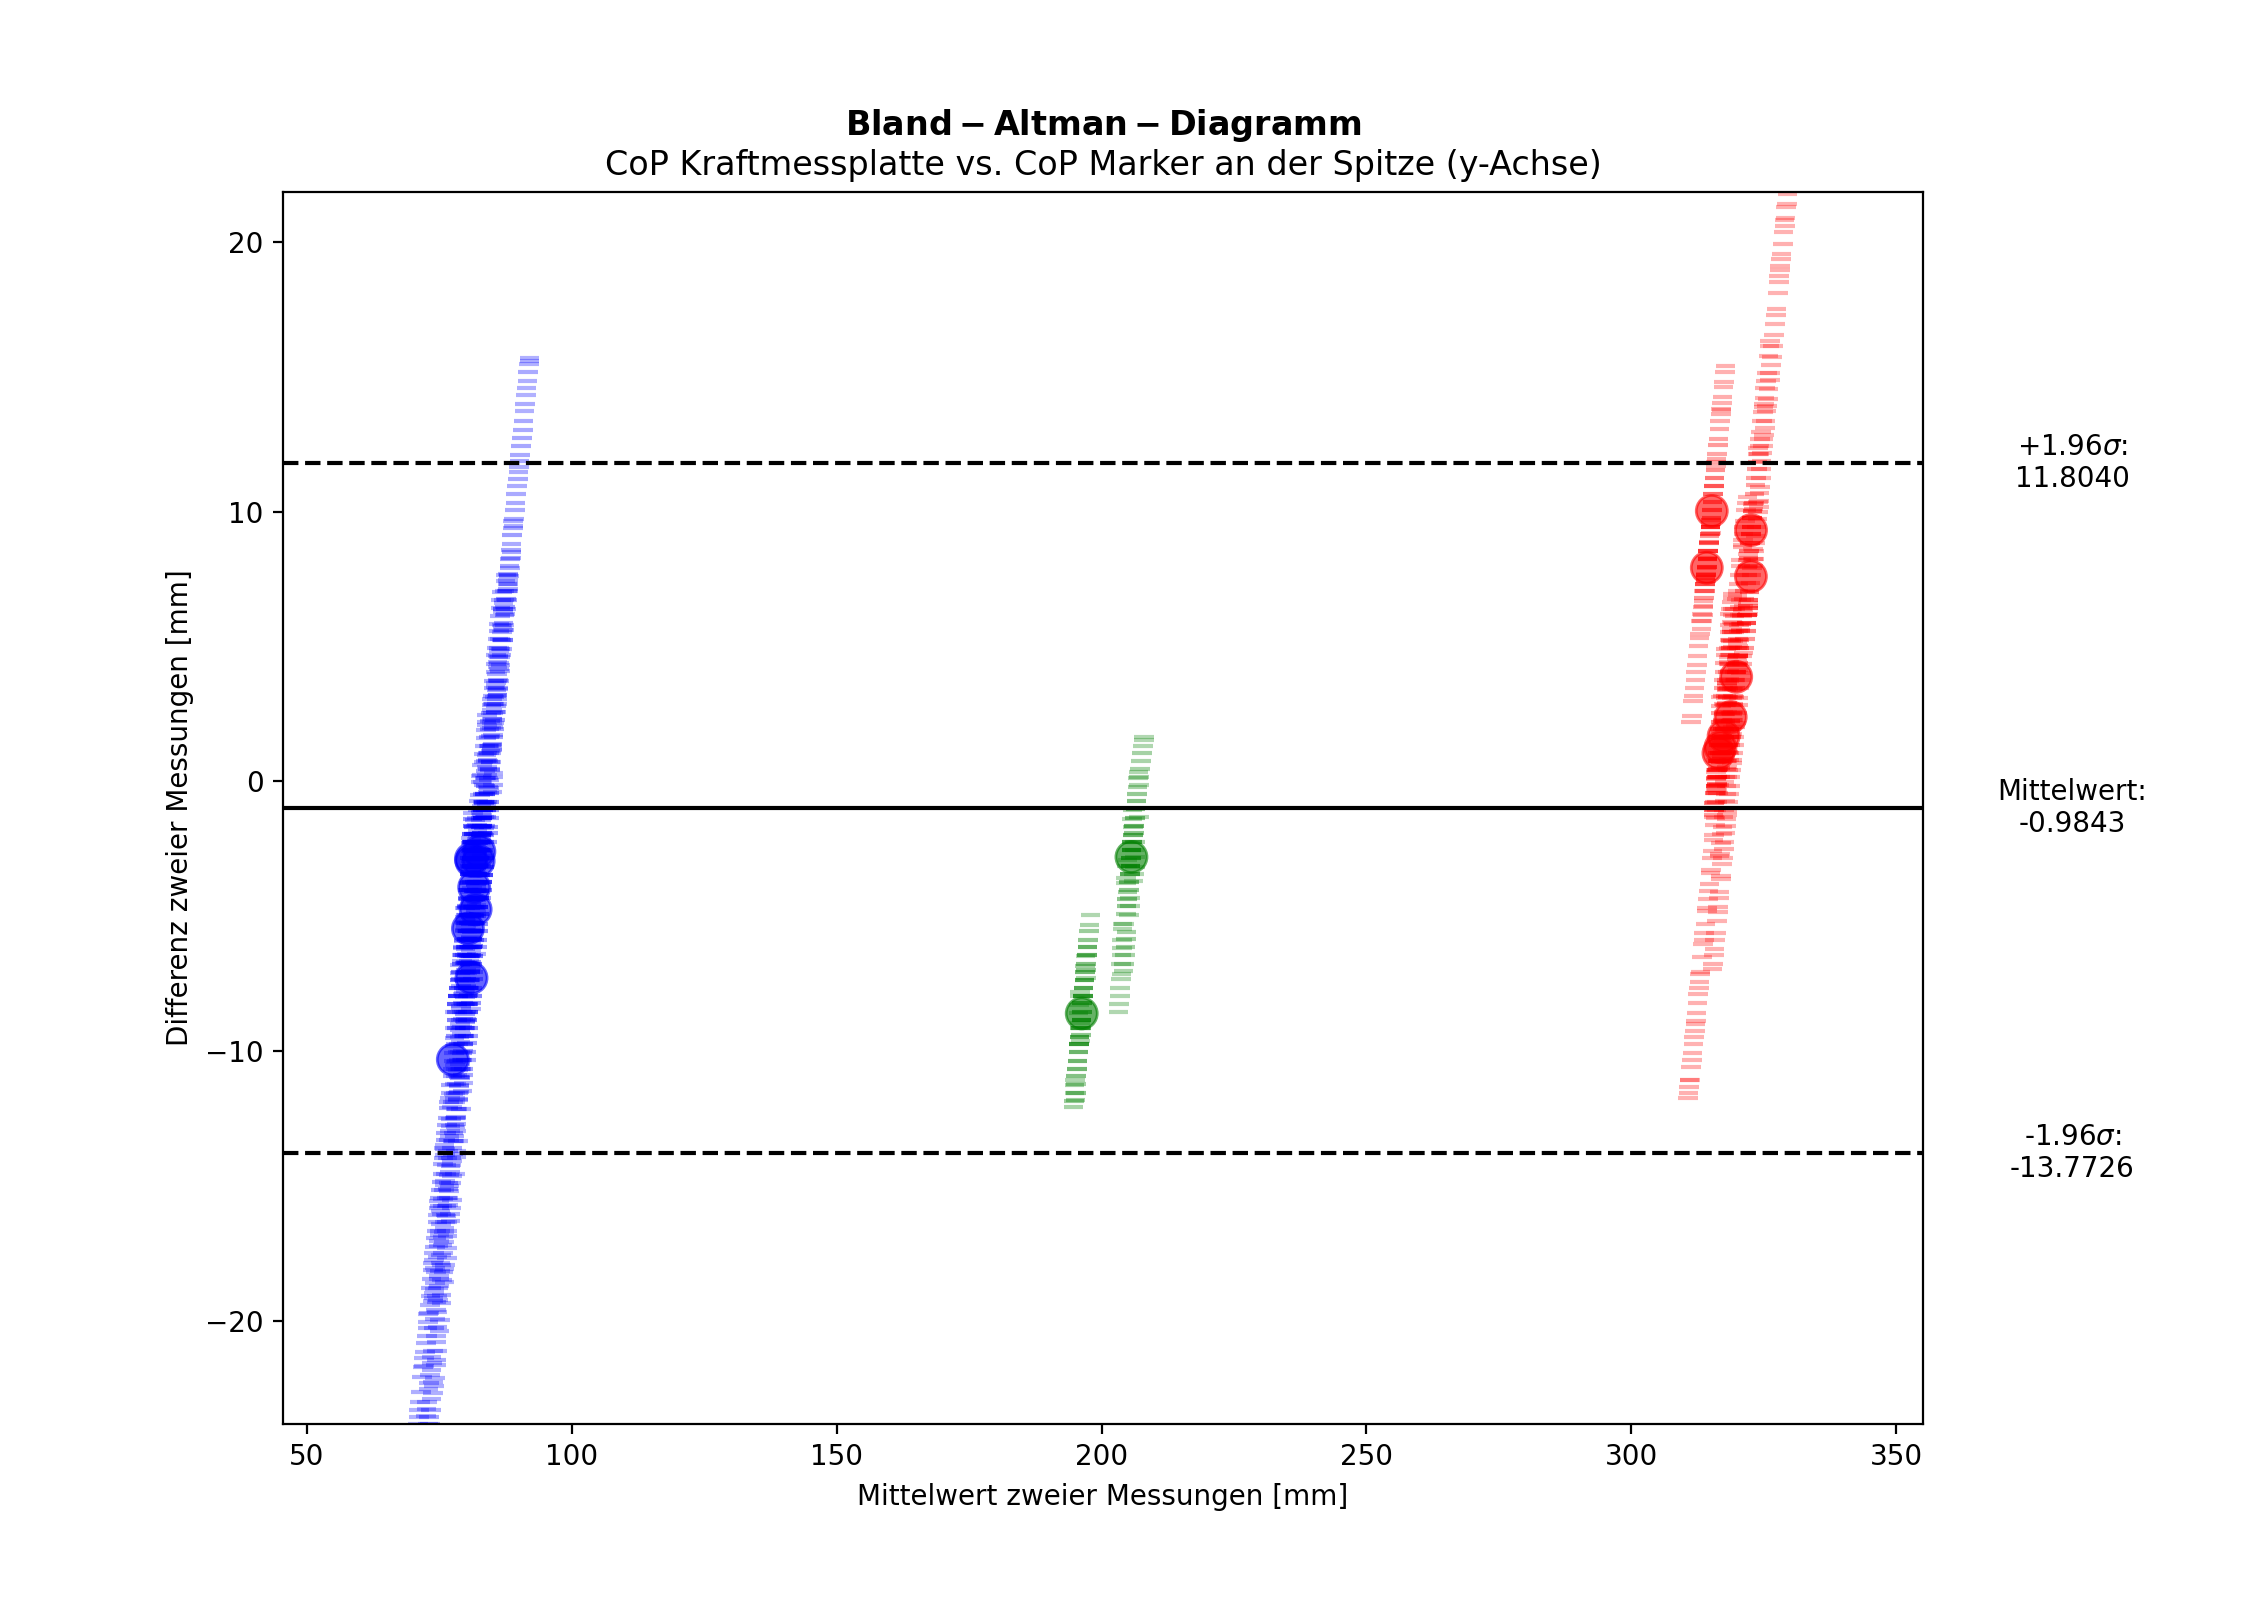 Bland – Altman – Diagramm
CoP Kraftmessplatte vs. CoP Marker an der Spitze (y-Achse)
Differenz zweier Messungen [mm]
20
10
0
−10
−20
50
100
150
200
250
300
350
Mittelwert zweier Messungen [mm]
+1.96σ:
11.8040
Mittelwert:
-0.9843
-1.96σ:
-13.7726